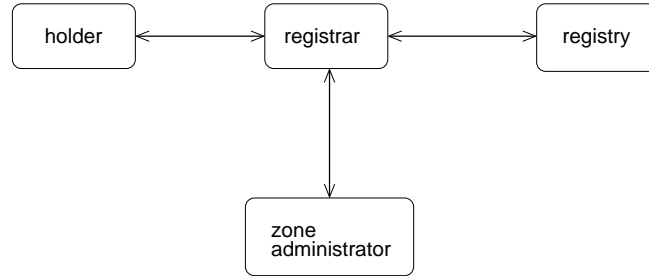 holder
registrar
registry
zone
administrator